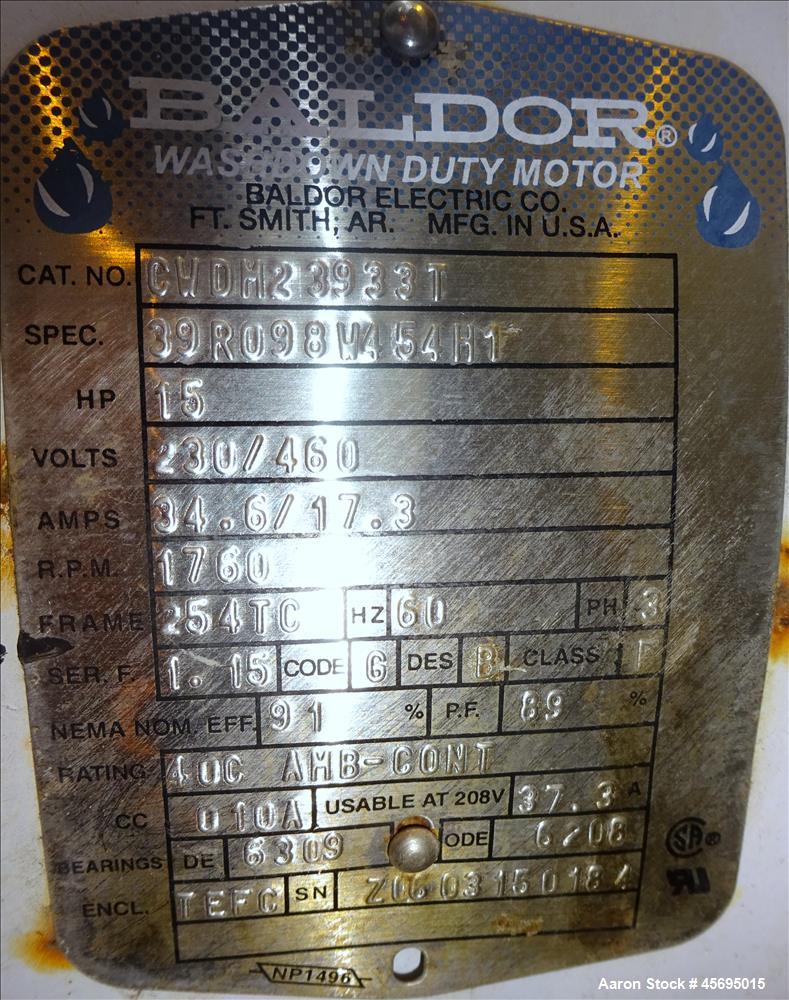 BALDOR®
WASHDOWN DUTY MOTOR
BALDOR ELECTRIC CO.
FT. SMITH, AR. MFG. IN U.S.A.
CAT. NO. CWDM23933T
SPEC. 39R098W454H1
HP 15
VOLTS 230/460
AMPS 34.6/17.3
R.P.M. 1760
FRAME 254TC HZ 60 PH 3
SER. F. 1.15 CODE G DES B CLASS F
NEMA NOM. EFF. 91 % P.F. 89 %
RATING 40C AMB-CONT
CC 010A USABLE AT 208V 37.3 A
BEARINGS DE 6309 ODE 6208
ENCL. TEFC SN
NP1496
Aaron Stock # 45695015